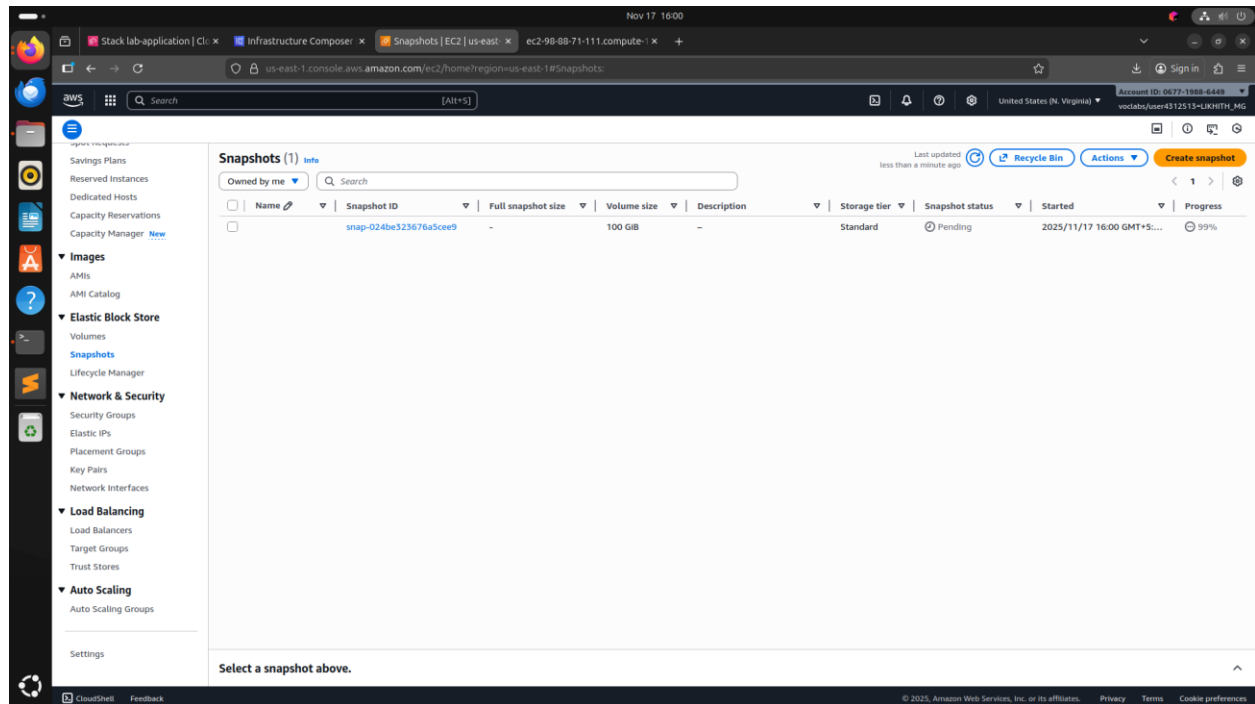 Nov 17 16:00
Stack lab-application | Clo × Infrastructure Composer × Snapshots | EC2 | us-east- × ec2-98-88-71-111.compute-1 × +
us-east-1.console.aws.amazon.com/ec2/home?region=us-east-1#Snapshots: Sign in
aws Search [Alt+S] United States (N. Virginia) ▼ Account ID: 0677-1988-6449 ▼
voclabs/user4312513=LIKHITH_MG
Spot Requests
Savings Plans
Reserved Instances
Dedicated Hosts
Capacity Reservations
Capacity Manager New
▼ Images
AMIs
AMI Catalog
▼ Elastic Block Store
Volumes
Snapshots
Lifecycle Manager
▼ Network & Security
Security Groups
Elastic IPs
Placement Groups
Key Pairs
Network Interfaces
▼ Load Balancing
Load Balancers
Target Groups
Trust Stores
▼ Auto Scaling
Auto Scaling Groups
Settings
Snapshots (1) Info
Last updated
less than a minute ago
Recycle Bin Actions ▼ Create snapshot
Owned by me ▼ Search < 1 >
Name Snapshot ID Full snapshot size Volume size Description Storage tier Snapshot status Started Progress
snap-024be323676a5cee9 - 100 GiB – Standard Pending 2025/11/17 16:00 GMT+5:... 99%
Select a snapshot above.
CloudShell Feedback © 2025, Amazon Web Services, Inc. or its affiliates. Privacy Terms Cookie preferences